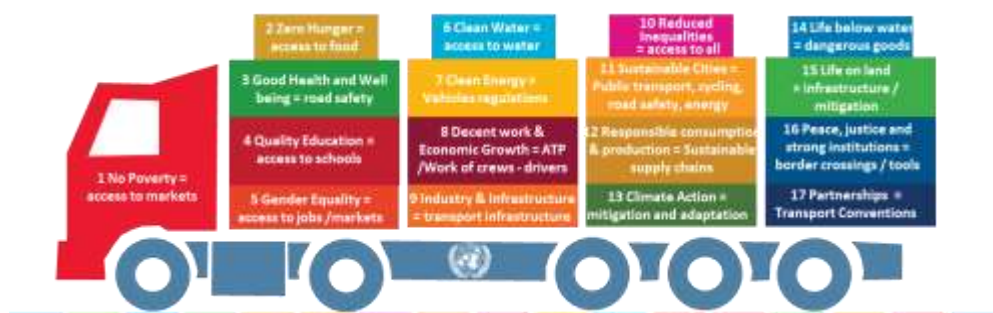 1 No Poverty =
access to markets
2 Zero Hunger =
access to food
3 Good Health and Well
being = road safety
4 Quality Education =
access to schools
5 Gender Equality =
access to jobs /markets
6 Clean Water =
access to water
7 Clean Energy =
Vehicles regulations
8 Decent work &
Economic Growth = ATP
/Work of crews - drivers
9 Industry & Infrastructure
= transport infrastructure
10 Reduced
Inequalities
= access to all
11 Sustainable Cities =
Public transport, cycling,
road safety, energy
12 Responsible consumption
& production = Sustainable
supply chains
13 Climate Action =
mitigation and adaptation
14 Life below water
= dangerous goods
15 Life on land
= infrastructure /
mitigation
16 Peace, justice and
strong institutions =
border crossings / tools
17 Partnerships =
Transport Conventions